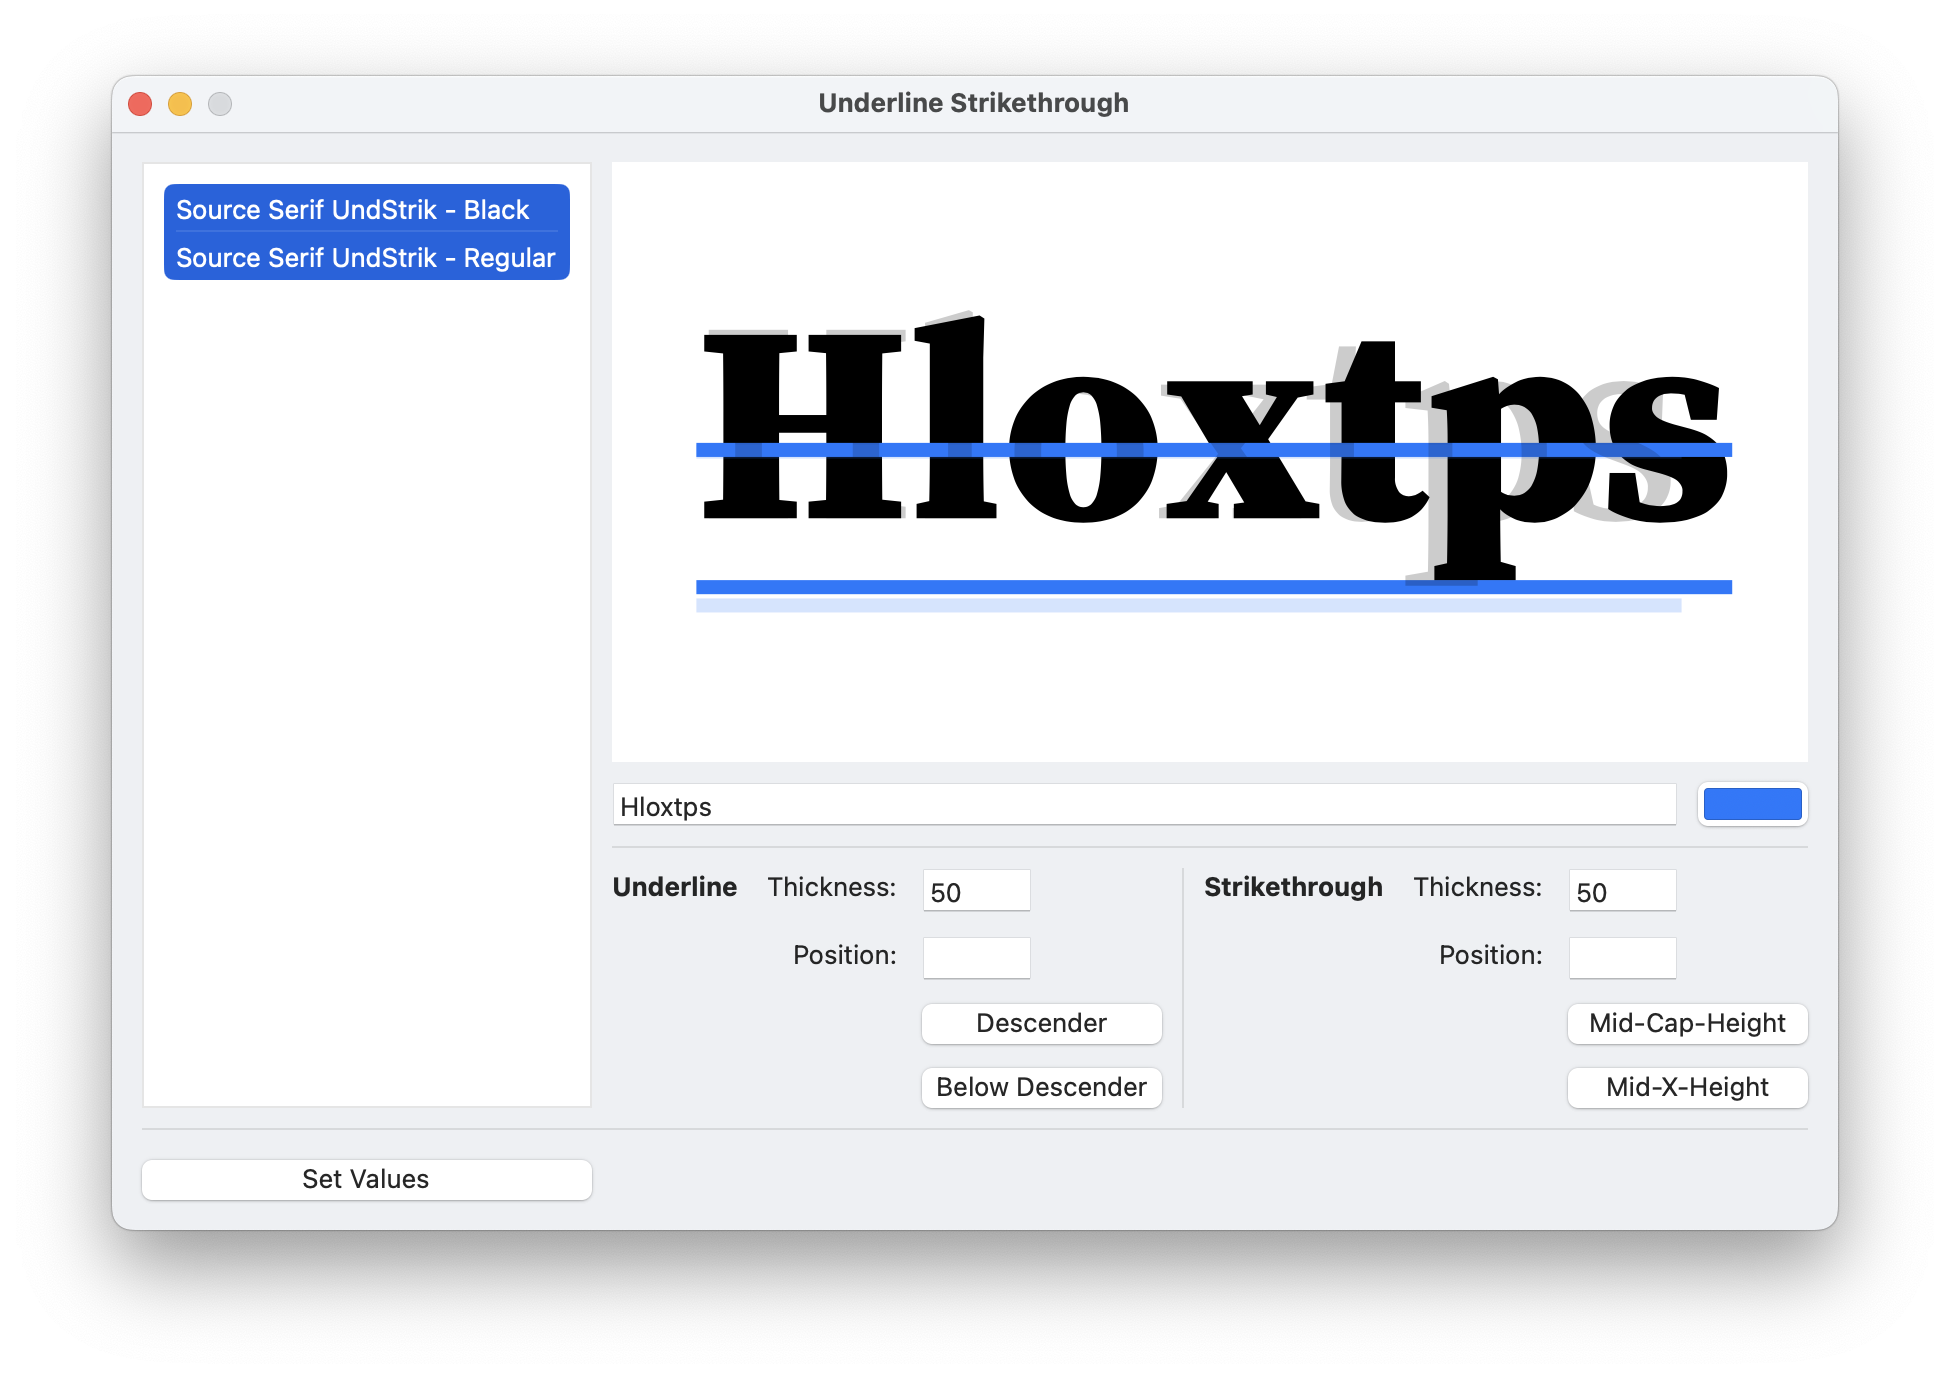 Underline Strikethrough
Source Serif UndStrik - Black
Source Serif UndStrik - Regular
Hloxtps
Hloxtps
Underline Thickness: 50
Position:
Descender
Below Descender
Strikethrough Thickness: 50
Position:
Mid-Cap-Height
Mid-X-Height
Set Values